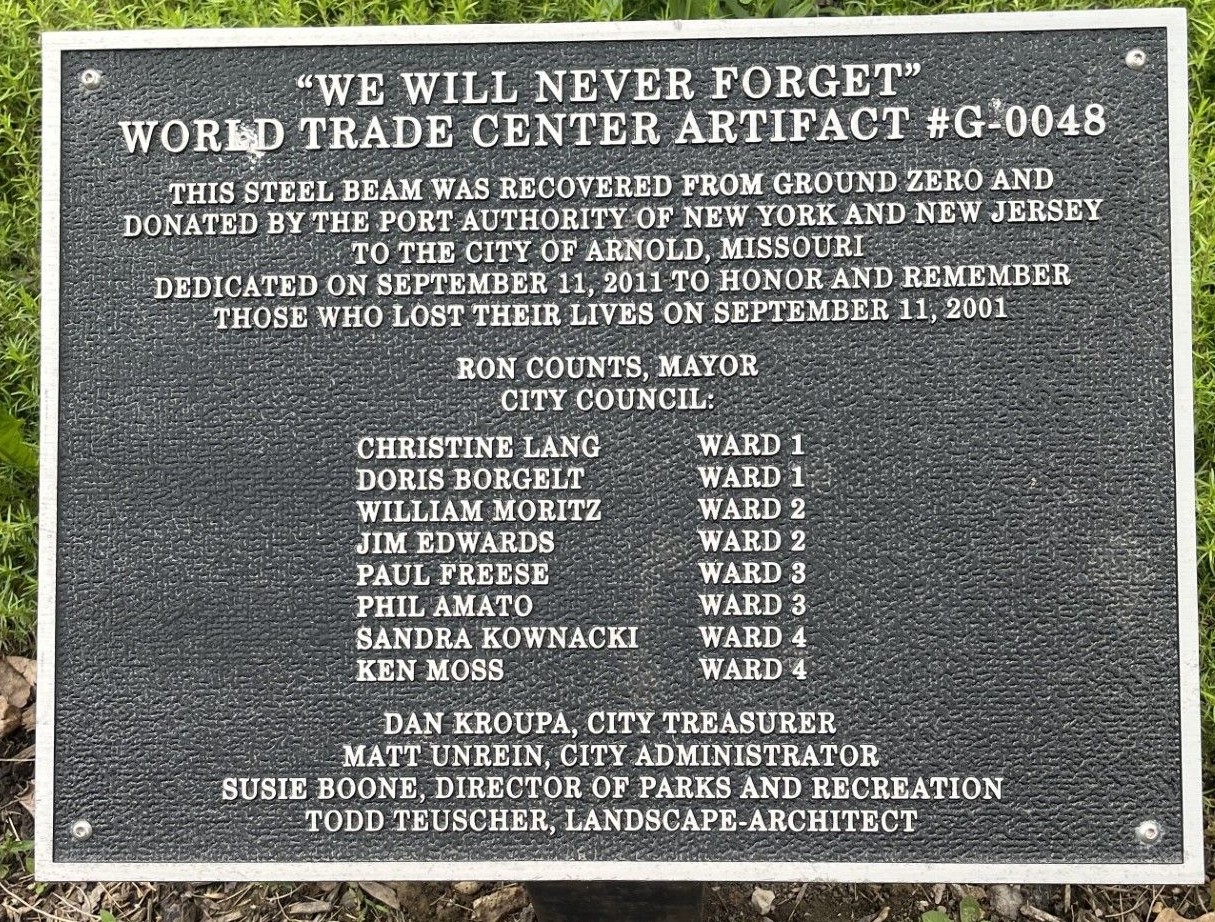 “WE WILL NEVER FORGET”
WORLD TRADE CENTER ARTIFACT #G-0048
THIS STEEL BEAM WAS RECOVERED FROM GROUND ZERO AND
DONATED BY THE PORT AUTHORITY OF NEW YORK AND NEW JERSEY
TO THE CITY OF ARNOLD, MISSOURI
DEDICATED ON SEPTEMBER 11, 2011 TO HONOR AND REMEMBER
THOSE WHO LOST THEIR LIVES ON SEPTEMBER 11, 2001
RON COUNTS, MAYOR
CITY COUNCIL:
CHRISTINE LANG WARD 1
DORIS BORGELT WARD 1
WILLIAM MORITZ WARD 2
JIM EDWARDS WARD 2
PAUL FREESE WARD 3
PHIL AMATO WARD 3
SANDRA KOWNACKI WARD 4
KEN MOSS WARD 4
DAN KROUPA, CITY TREASURER
MATT UNREIN, CITY ADMINISTRATOR
SUSIE BOONE, DIRECTOR OF PARKS AND RECREATION
TODD TEUSCHER, LANDSCAPE-ARCHITECT